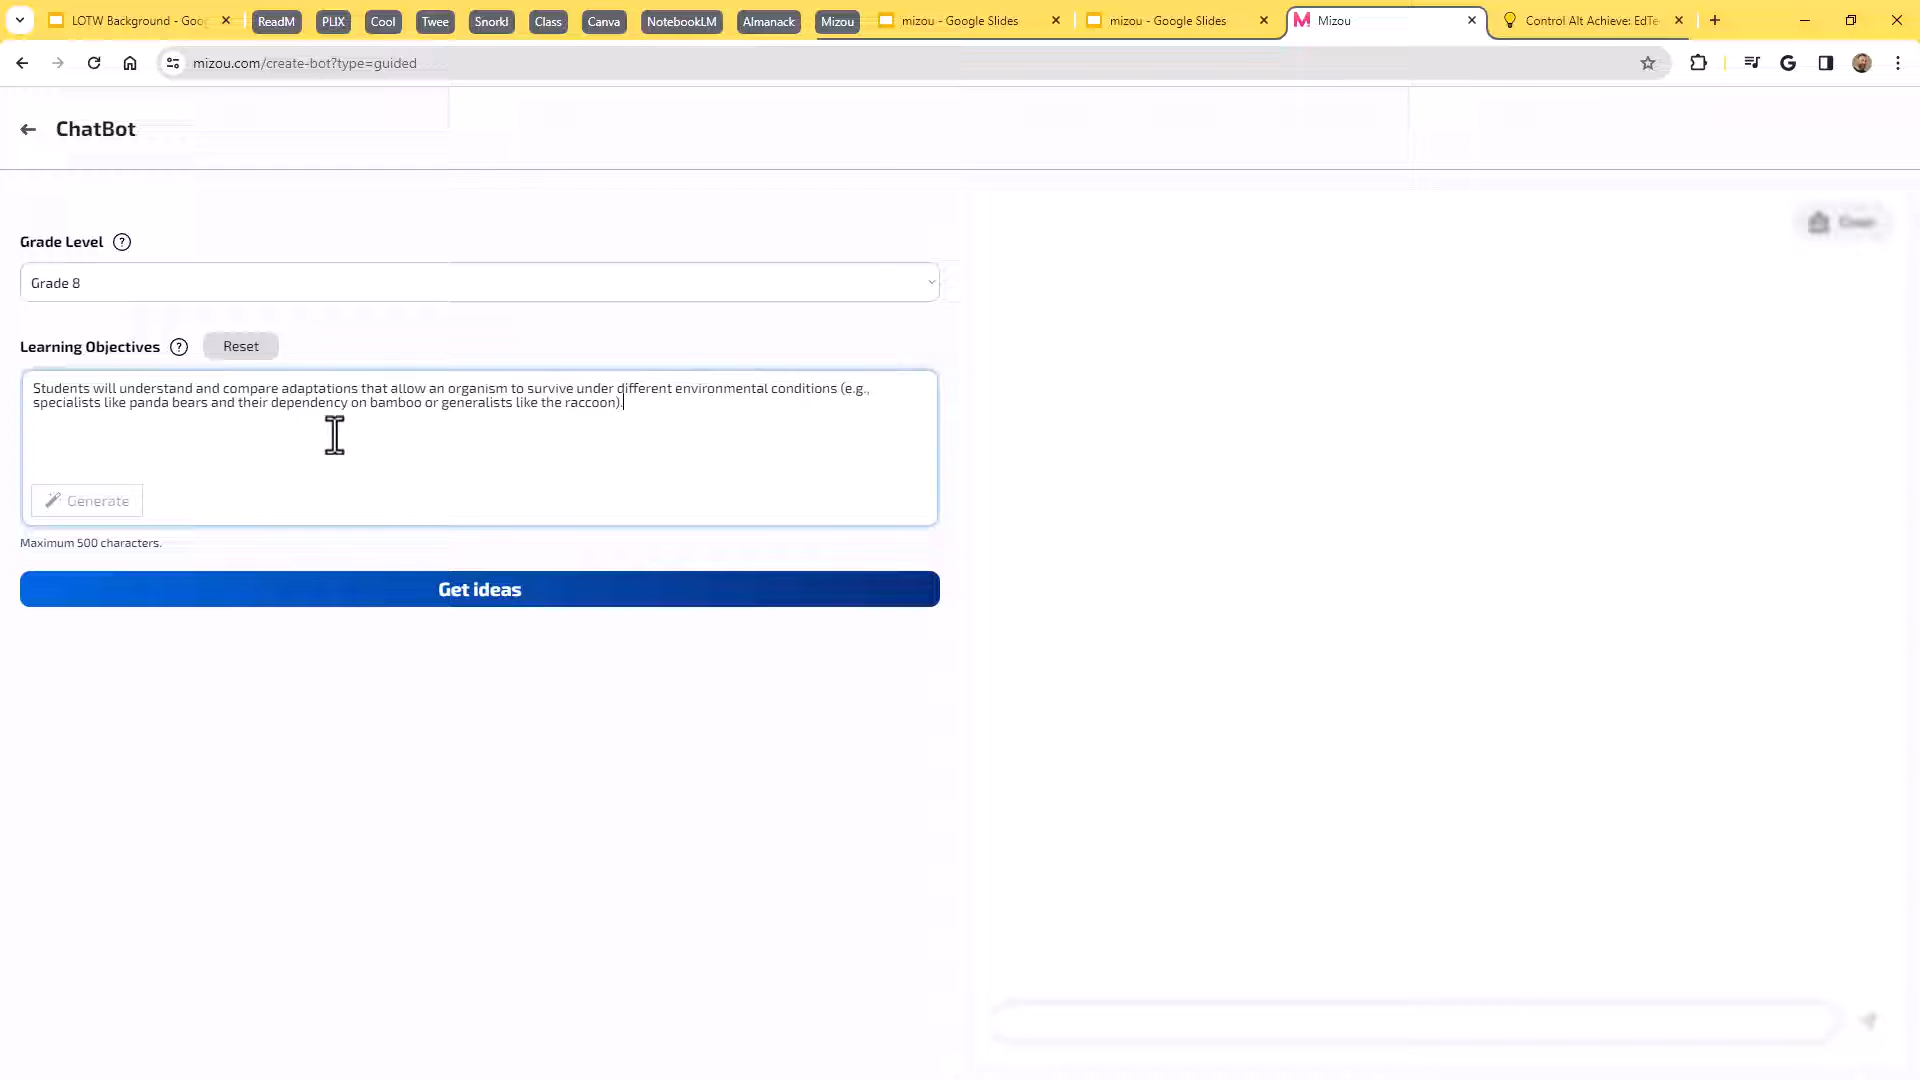 LOTW Background - Goog
ReadM
PLIX
Cool
Twee
Snorkl
Class
Canva
NotebookLM
Almanack
Mizou
mizou - Google Slides
mizou - Google Slides
Mizou
Control Alt Achieve: EdTe
mizou.com/create-bot?type=guided
ChatBot
Grade Level ?
Grade 8
Learning Objectives ? Reset
Students will understand and compare adaptations that allow an organism to survive under different environmental conditions (e.g.,
specialists like panda bears and their dependency on bamboo or generalists like the raccoon).
Generate
Maximum 500 characters.
Get ideas